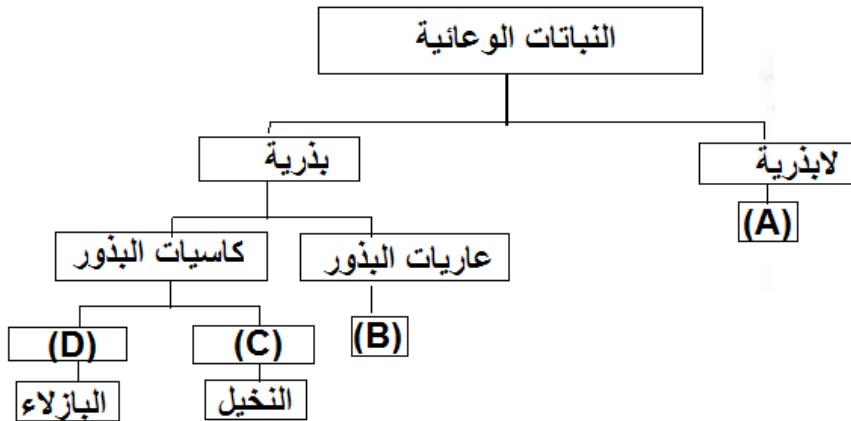 النباتات الوعائية
لابذرية
بذرية
(A)
عاريات البذور
كاسيات البذور
(B)
(C)
(D)
النخيل
البازلاء